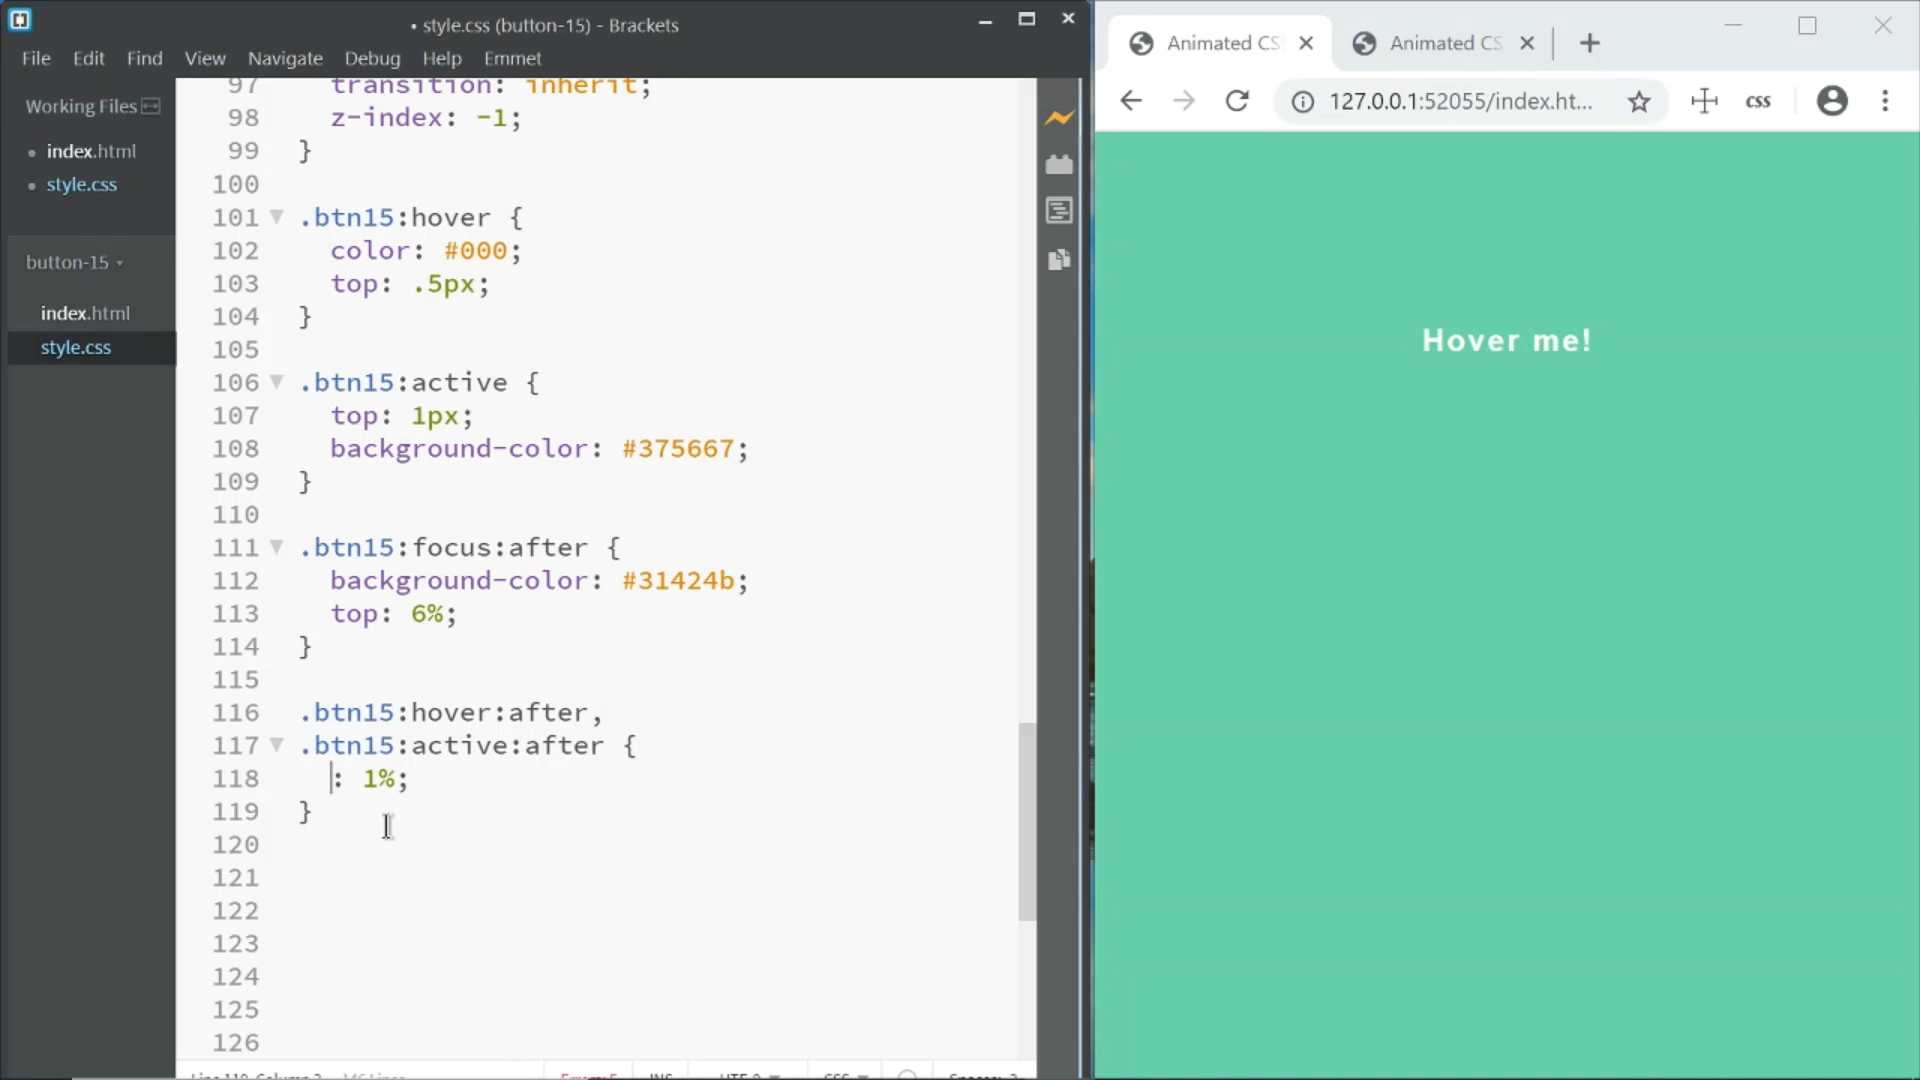 • style.css (button-15) - Brackets
File Edit Find View Navigate Debug Help Emmet
Working Files
index.html
style.css
button-15
index.html
style.css
97 transition: inherit;
98 z-index: -1;
99 }
100
101 .btn15:hover {
102 color: #000;
103 top: .5px;
104 }
105
106 .btn15:active {
107 top: 1px;
108 background-color: #375667;
109 }
110
111 .btn15:focus:after {
112 background-color: #31424b;
113 top: 6%;
114 }
115
116 .btn15:hover:after,
117 .btn15:active:after {
118 : 1%;
119 }
120
121
122
123
124
125
126
Animated CS
Animated CS
127.0.0.1:52055/index.ht...
css
Hover me!